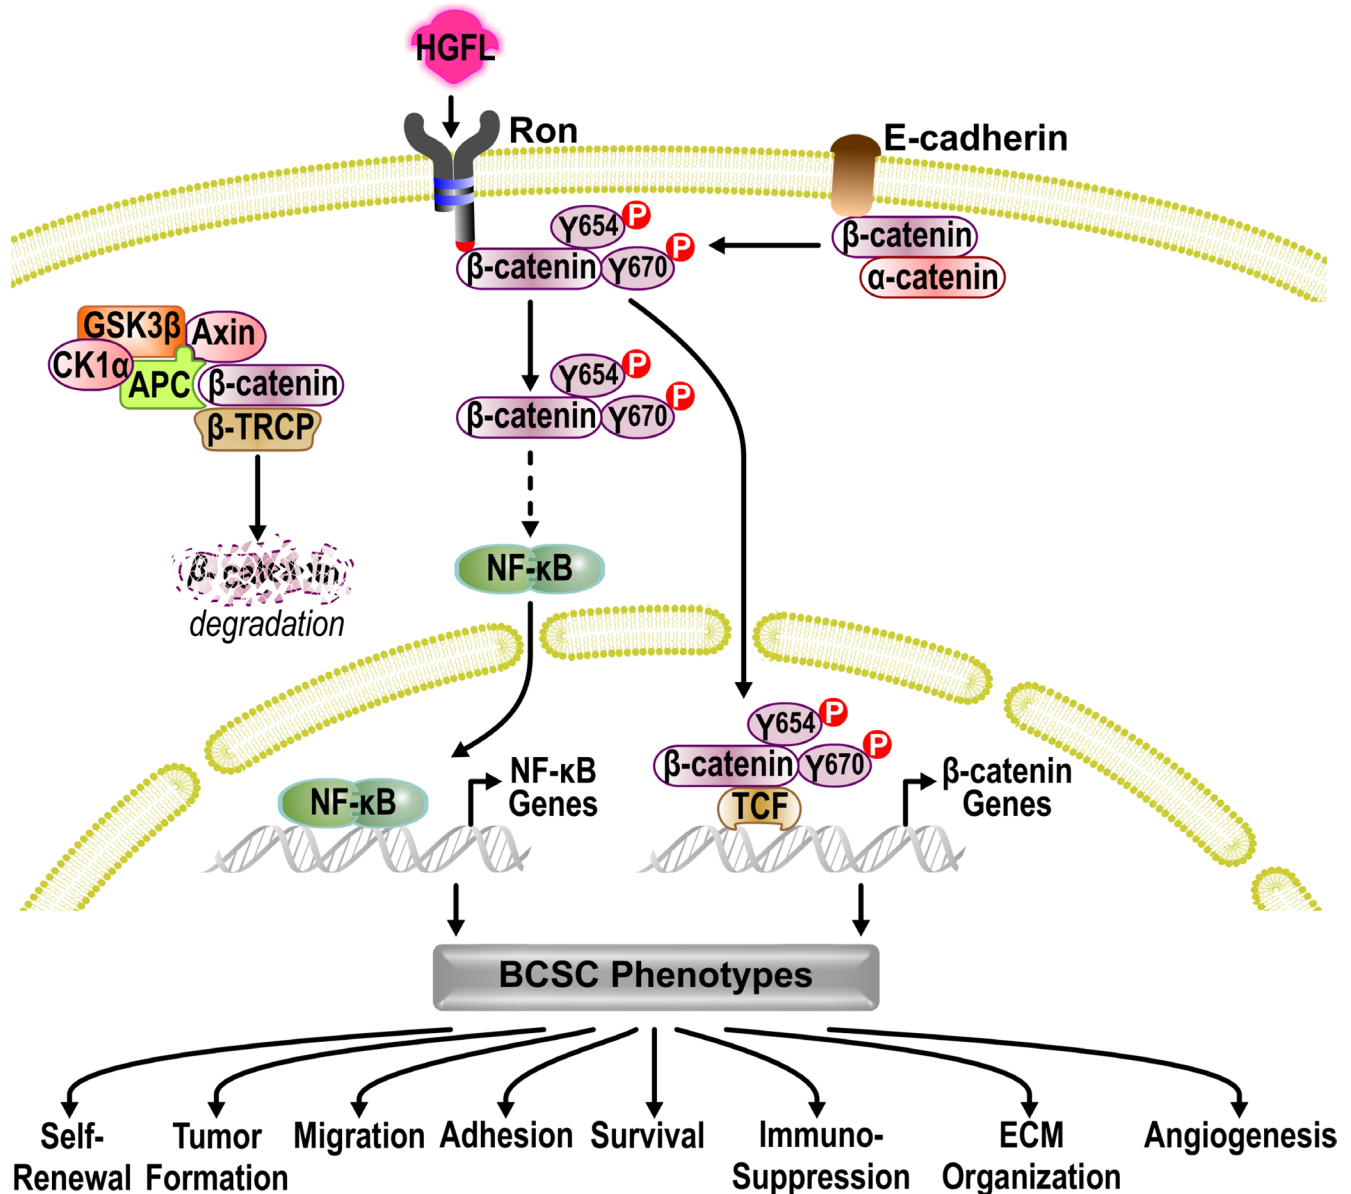 HGFL
Ron
E-cadherin
Y654 P
β-catenin Y670 P
β-catenin
α-catenin
GSK3β Axin
CK1α APC β-catenin
β-TRCP
β-catenin
degradation
Y654 P
β-catenin Y670 P
NF-κB
NF-κB
NF-κB
Genes
Y654 P
β-catenin Y670 P
TCF
β-catenin
Genes
BCSC Phenotypes
Self-
Renewal
Tumor
Formation
Migration
Adhesion
Survival
Immuno-
Suppression
ECM
Organization
Angiogenesis